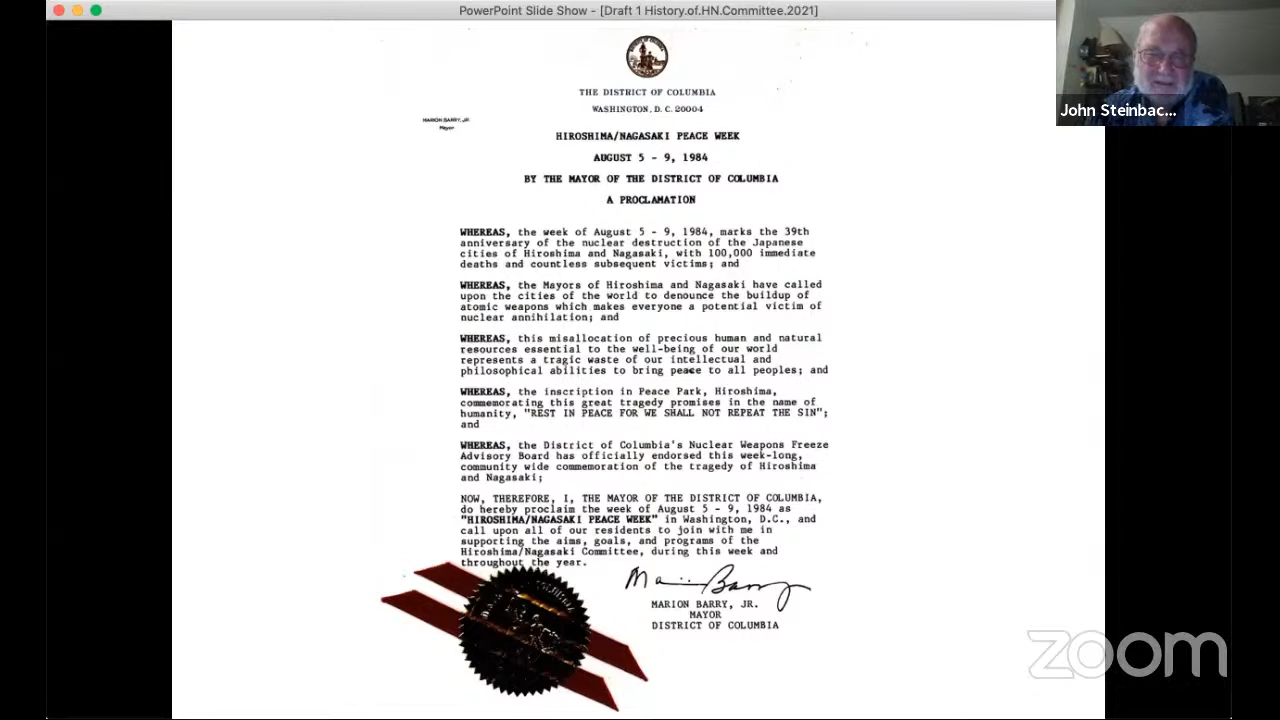 PowerPoint Slide Show - [Draft 1 History.of.HN.Committee.2021]
John Steinbac...
THE DISTRICT OF COLUMBIA
WASHINGTON, D. C. 20004
MARION BARRY, JR.
Mayor
HIROSHIMA/NAGASAKI PEACE WEEK
AUGUST 5 - 9, 1984
BY THE MAYOR OF THE DISTRICT OF COLUMBIA
A PROCLAMATION
WHEREAS, the week of August 5 - 9, 1984, marks the 39th
anniversary of the nuclear destruction of the Japanese
cities of Hiroshima and Nagasaki, with 100,000 immediate
deaths and countless subsequent victims; and
WHEREAS, the Mayors of Hiroshima and Nagasaki have called
upon the cities of the world to denounce the buildup of
atomic weapons which makes everyone a potential victim of
nuclear annihilation; and
WHEREAS, this misallocation of precious human and natural
resources essential to the well-being of our world
represents a tragic waste of our intellectual and
philosophical abilities to bring peace to all peoples; and
WHEREAS, the inscription in Peace Park, Hiroshima,
commemorating this great tragedy promises in the name of
humanity, "REST IN PEACE FOR WE SHALL NOT REPEAT THE SIN";
and
WHEREAS, the District of Columbia's Nuclear Weapons Freeze
Advisory Board has officially endorsed this week-long,
community wide commemoration of the tragedy of Hiroshima
and Nagasaki;
NOW, THEREFORE, I, THE MAYOR OF THE DISTRICT OF COLUMBIA,
do hereby proclaim the week of August 5 - 9, 1984 as
"HIROSHIMA/NAGASAKI PEACE WEEK" in Washington, D.C., and
call upon all of our residents to join with me in
supporting the aims, goals, and programs of the
Hiroshima/Nagasaki Committee, during this week and
throughout the year.
Marion Barry
MARION BARRY, JR.
MAYOR
DISTRICT OF COLUMBIA
zoom